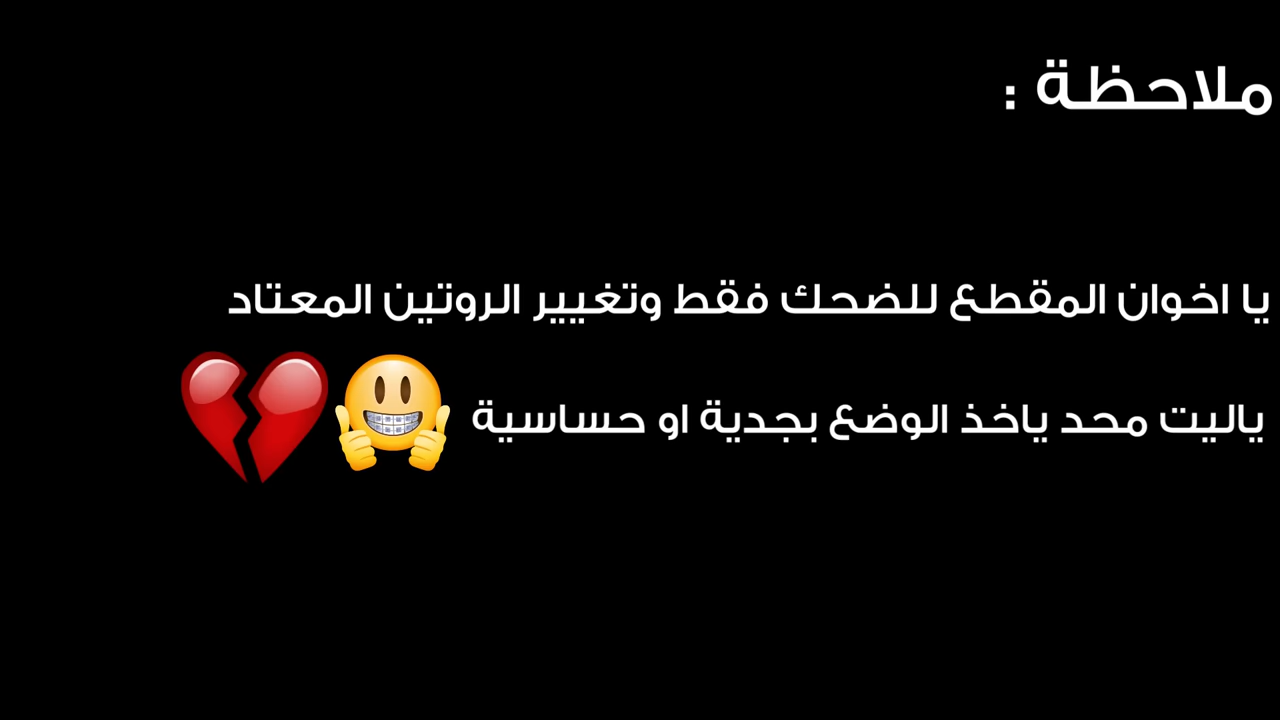 ملاحظة :
يا اخوان المقطع للضحك فقط وتغيير الروتين المعتاد
ياليت محد ياخذ الوضع بجدية او حساسية